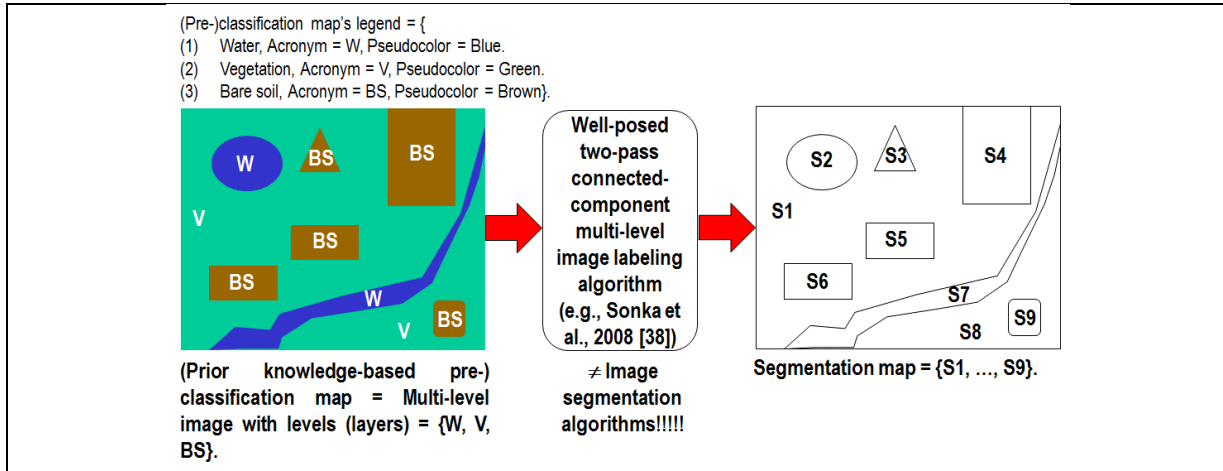 (Pre-)classification map's legend = {
(1) Water, Acronym = W, Pseudocolor = Blue.
(2) Vegetation, Acronym = V, Pseudocolor = Green.
(3) Bare soil, Acronym = BS, Pseudocolor = Brown}.
W
BS
BS
V
BS
BS
W
V
BS
Well-posed
two-pass
connected-
component
multi-level
image labeling
algorithm
(e.g., Sonka et
al., 2008 [38])
S2
S3
S4
S1
S5
S6
S7
S8
S9
(Prior knowledge-based pre-)
classification map = Multi-level
image with levels (layers) = {W, V,
BS}.
≠ Image
segmentation
algorithms!!!!!
Segmentation map = {S1, …, S9}.